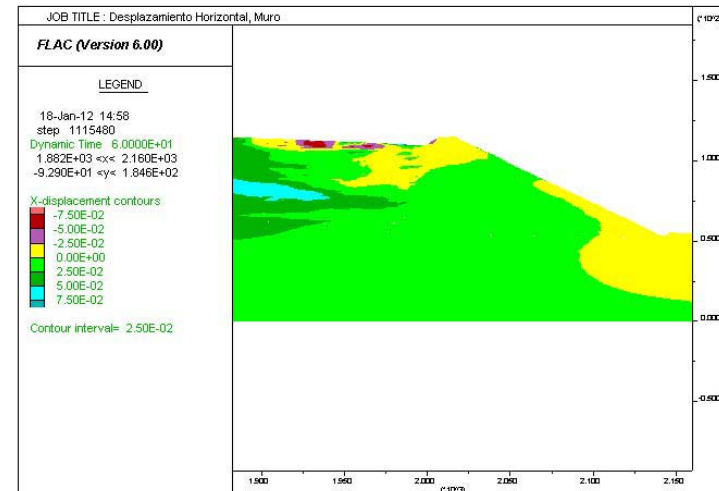 JOB TITLE : Desplazamiento Horizontal, Muro
FLAC (Version 6.00)
LEGEND
18-Jan-12 14:58
step 1115480
Dynamic Time 6.0000E+01
1.882E+03 <x< 2.160E+03
-9.290E+01 <y< 1.846E+02
X-displacement contours
-7.50E-02
-5.00E-02
-2.50E-02
0.00E+00
2.50E-02
5.00E-02
7.50E-02
Contour interval= 2.50E-02
(*10^2)
1.500
1.000
0.500
0.000
-0.500
1.900 1.950 2.000 2.050 2.100 2.150
(*10^3)